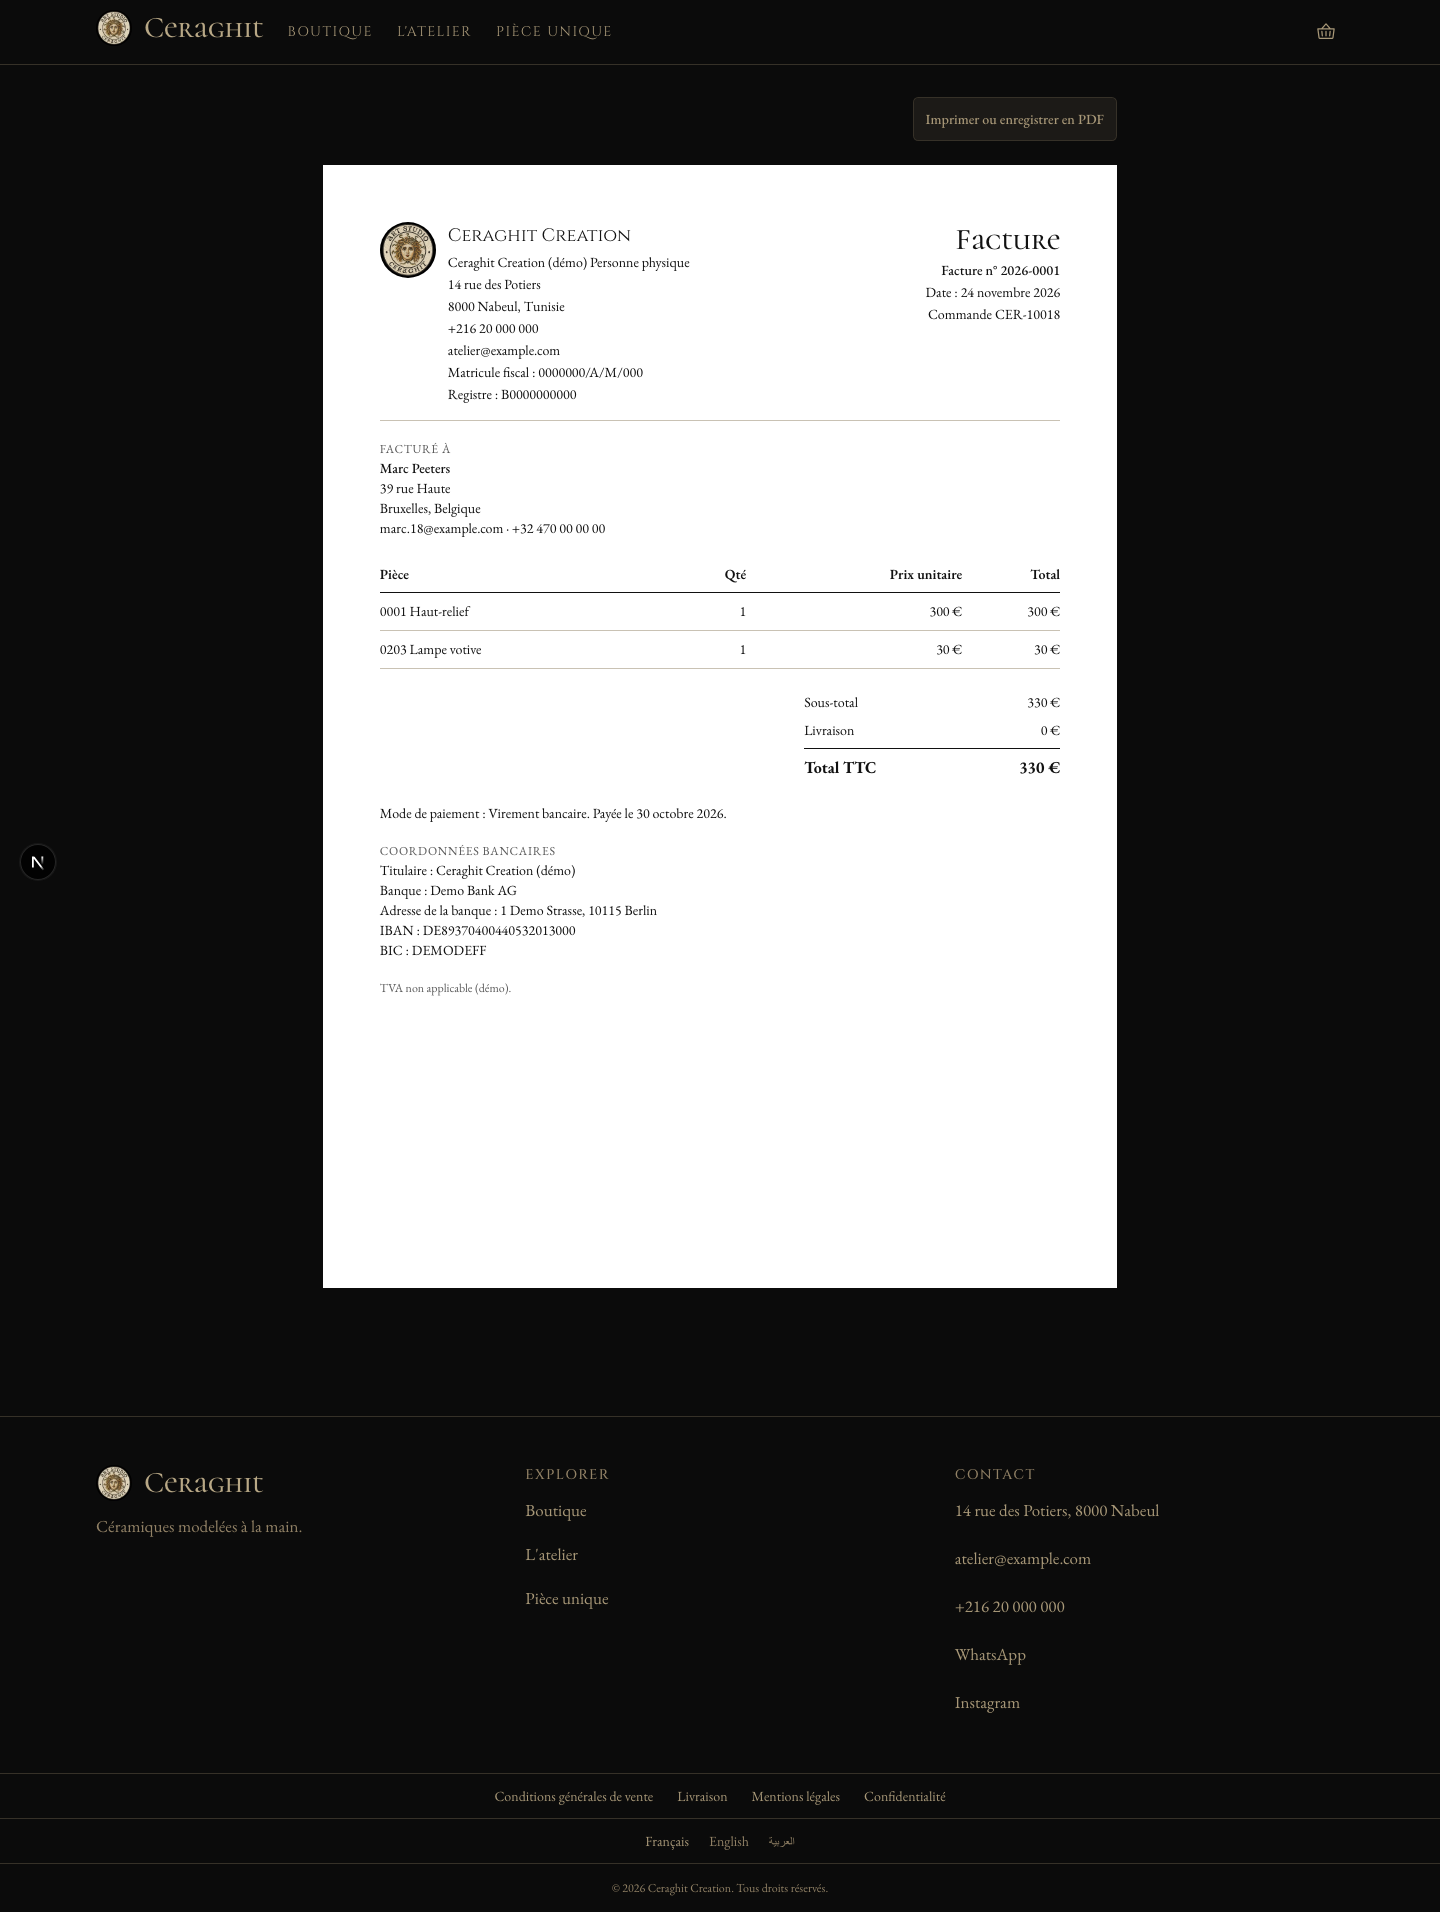 Ceraghit
BOUTIQUE
L'ATELIER
PIÈCE UNIQUE
Imprimer ou enregistrer en PDF
ART STUDIO
CERAGHIT
Ceraghit Creation
Ceraghit Creation (démo) Personne physique
14 rue des Potiers
8000 Nabeul, Tunisie
+216 20 000 000
atelier@example.com
Matricule fiscal : 0000000/A/M/000
Registre : B0000000000
Facture
Facture n° 2026-0001
Date : 24 novembre 2026
Commande CER-10018
FACTURÉ À
Marc Peeters
39 rue Haute
Bruxelles, Belgique
marc.18@example.com · +32 470 00 00 00
Pièce Qté Prix unitaire Total
0001 Haut-relief 1 300 € 300 €
0203 Lampe votive 1 30 € 30 €
Sous-total 330 €
Livraison 0 €
Total TTC 330 €
Mode de paiement : Virement bancaire. Payée le 30 octobre 2026.
COORDONNÉES BANCAIRES
Titulaire : Ceraghit Creation (démo)
Banque : Demo Bank AG
Adresse de la banque : 1 Demo Strasse, 10115 Berlin
IBAN : DE89370400440532013000
BIC : DEMODEFF
TVA non applicable (démo).
Ceraghit
Céramiques modelées à la main.
EXPLORER
Boutique
L'atelier
Pièce unique
CONTACT
14 rue des Potiers, 8000 Nabeul
atelier@example.com
+216 20 000 000
WhatsApp
Instagram
Conditions générales de vente Livraison Mentions légales Confidentialité
Français English العربية
© 2026 Ceraghit Creation. Tous droits réservés.